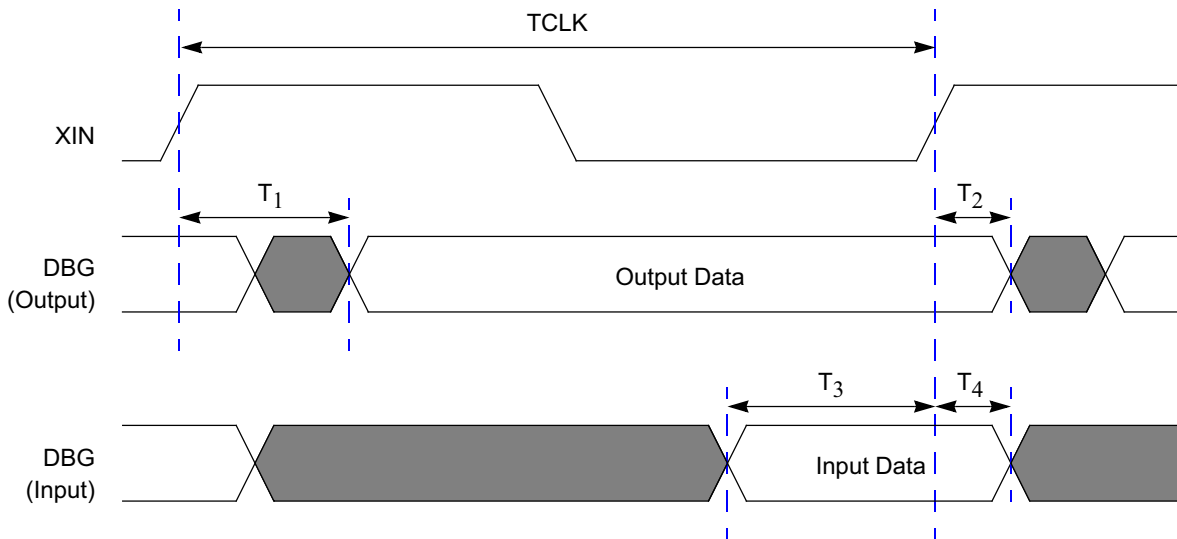 TCLK
XIN
T1
T2
DBG
(Output)
Output Data
T3
T4
DBG
(Input)
Input Data